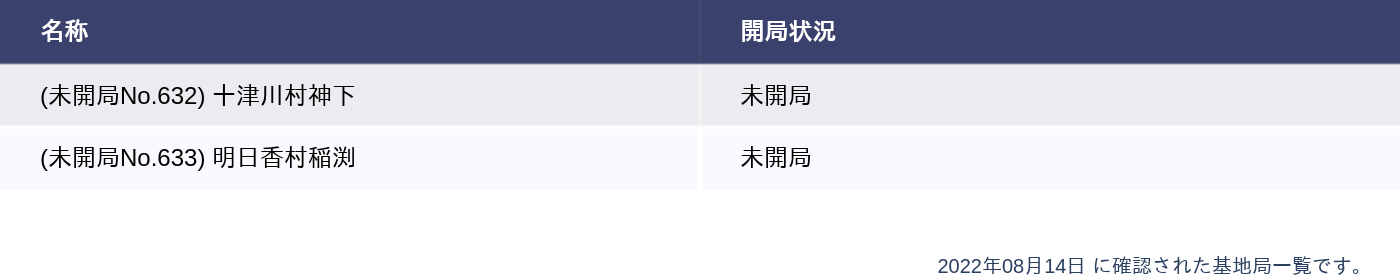 名称 開局状況
(未開局No.632) 十津川村神下 未開局
(未開局No.633) 明日香村稲渕 未開局
2022年08月14日 に確認された基地局一覧です。